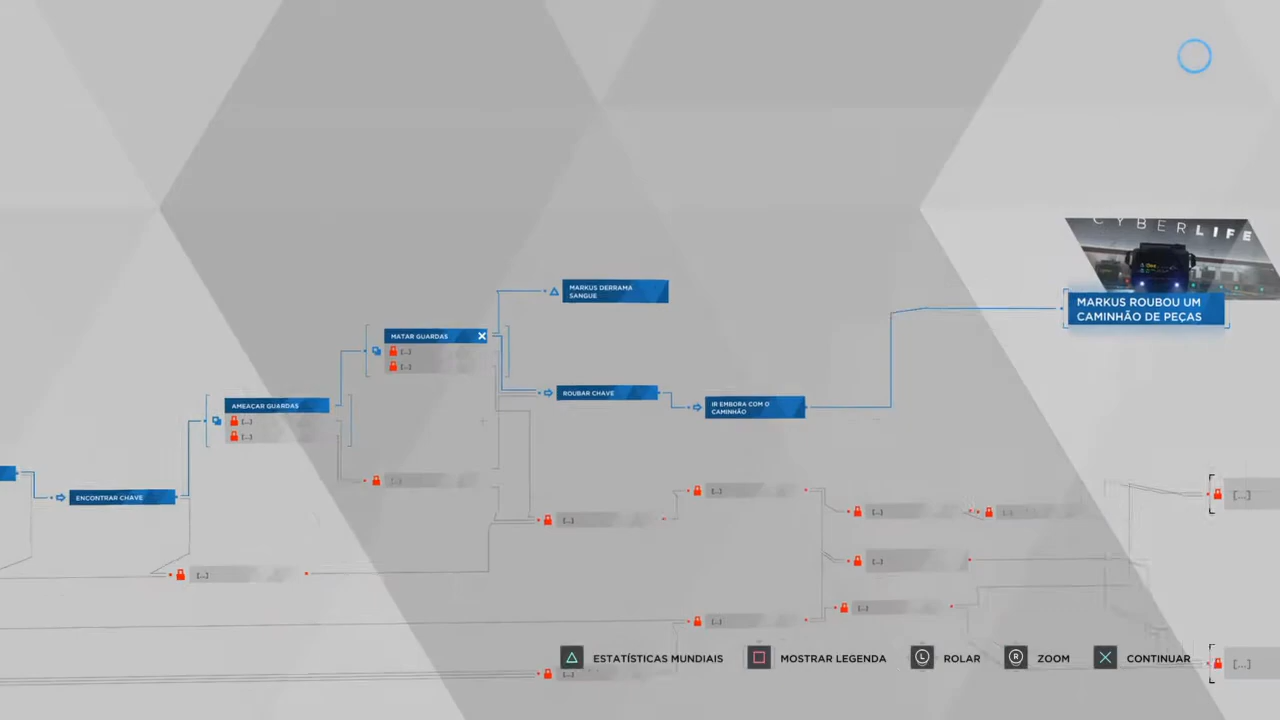 CYBERLIFE
MARKUS DERRAMA
SANGUE
MARKUS ROUBOU UM
CAMINHÃO DE PEÇAS
MATAR GUARDAS
[...]
[...]
ROUBAR CHAVE
IR EMBORA COM O
CAMINHÃO
AMEAÇAR GUARDAS
[...]
[...]
[...]
ENCONTRAR CHAVE
[...]
[...]
[...]
[...]
[...]
[...]
[...]
[...]
[...]
[...]
[...]
[...]
ESTATÍSTICAS MUNDIAIS
MOSTRAR LEGENDA
L
ROLAR
R
ZOOM
CONTINUAR